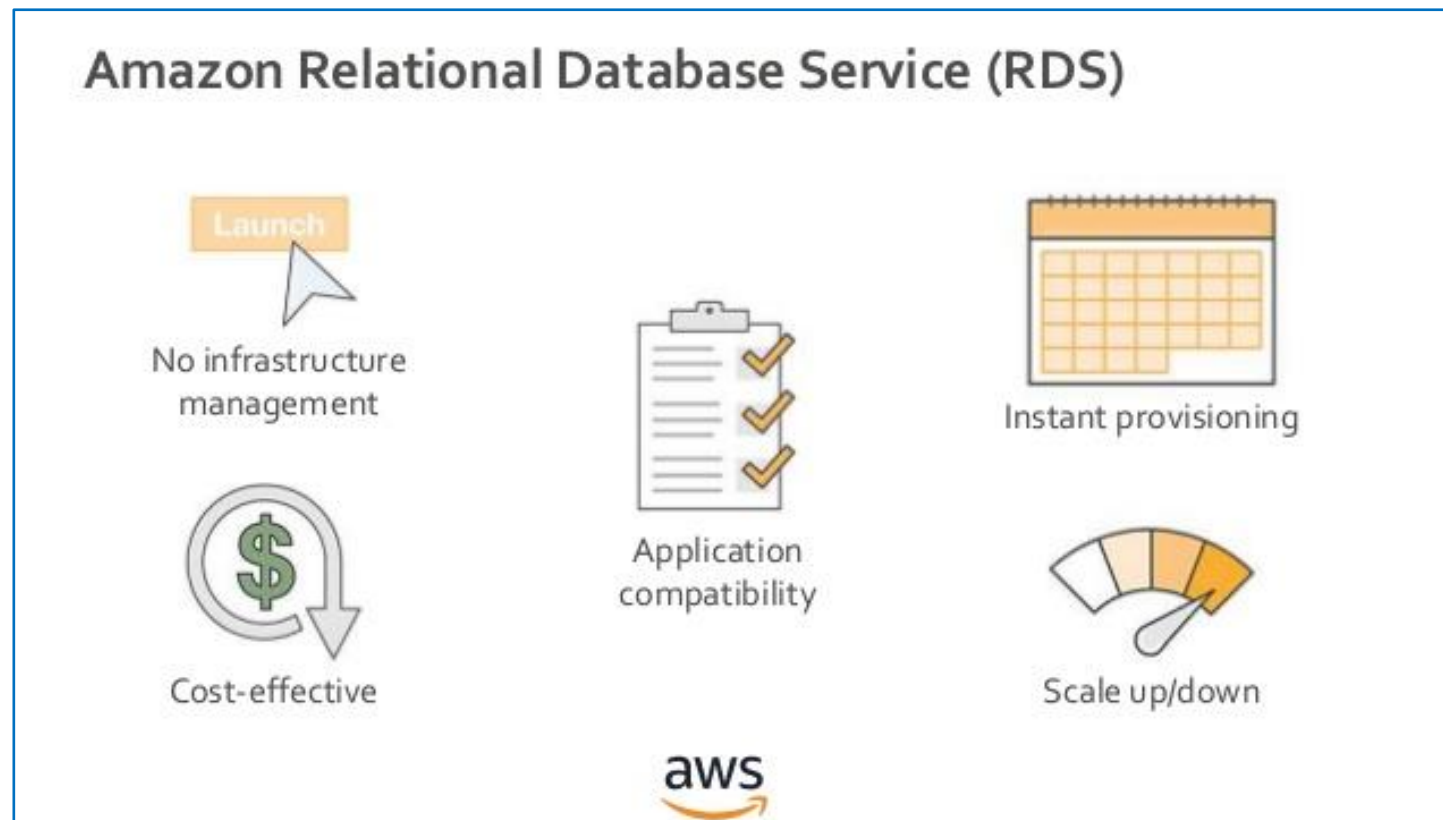 Amazon Relational Database Service (RDS)
Launch
No infrastructure
management
Instant provisioning
Application
compatibility
Cost-effective
Scale up/down
aws